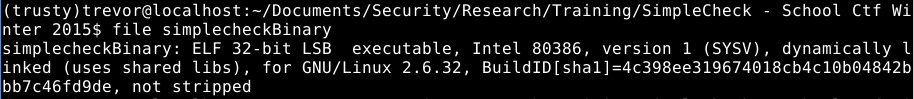 (trusty)trevor@localhost:~/Documents/Security/Research/Training/SimpleCheck - School Ctf Wi
nter 2015$ file simplecheckBinary
simplecheckBinary: ELF 32-bit LSB  executable, Intel 80386, version 1 (SYSV), dynamically l
inked (uses shared libs), for GNU/Linux 2.6.32, BuildID[sha1]=4c398ee319674018cb4c10b04842b
bb7c46fd9de, not stripped